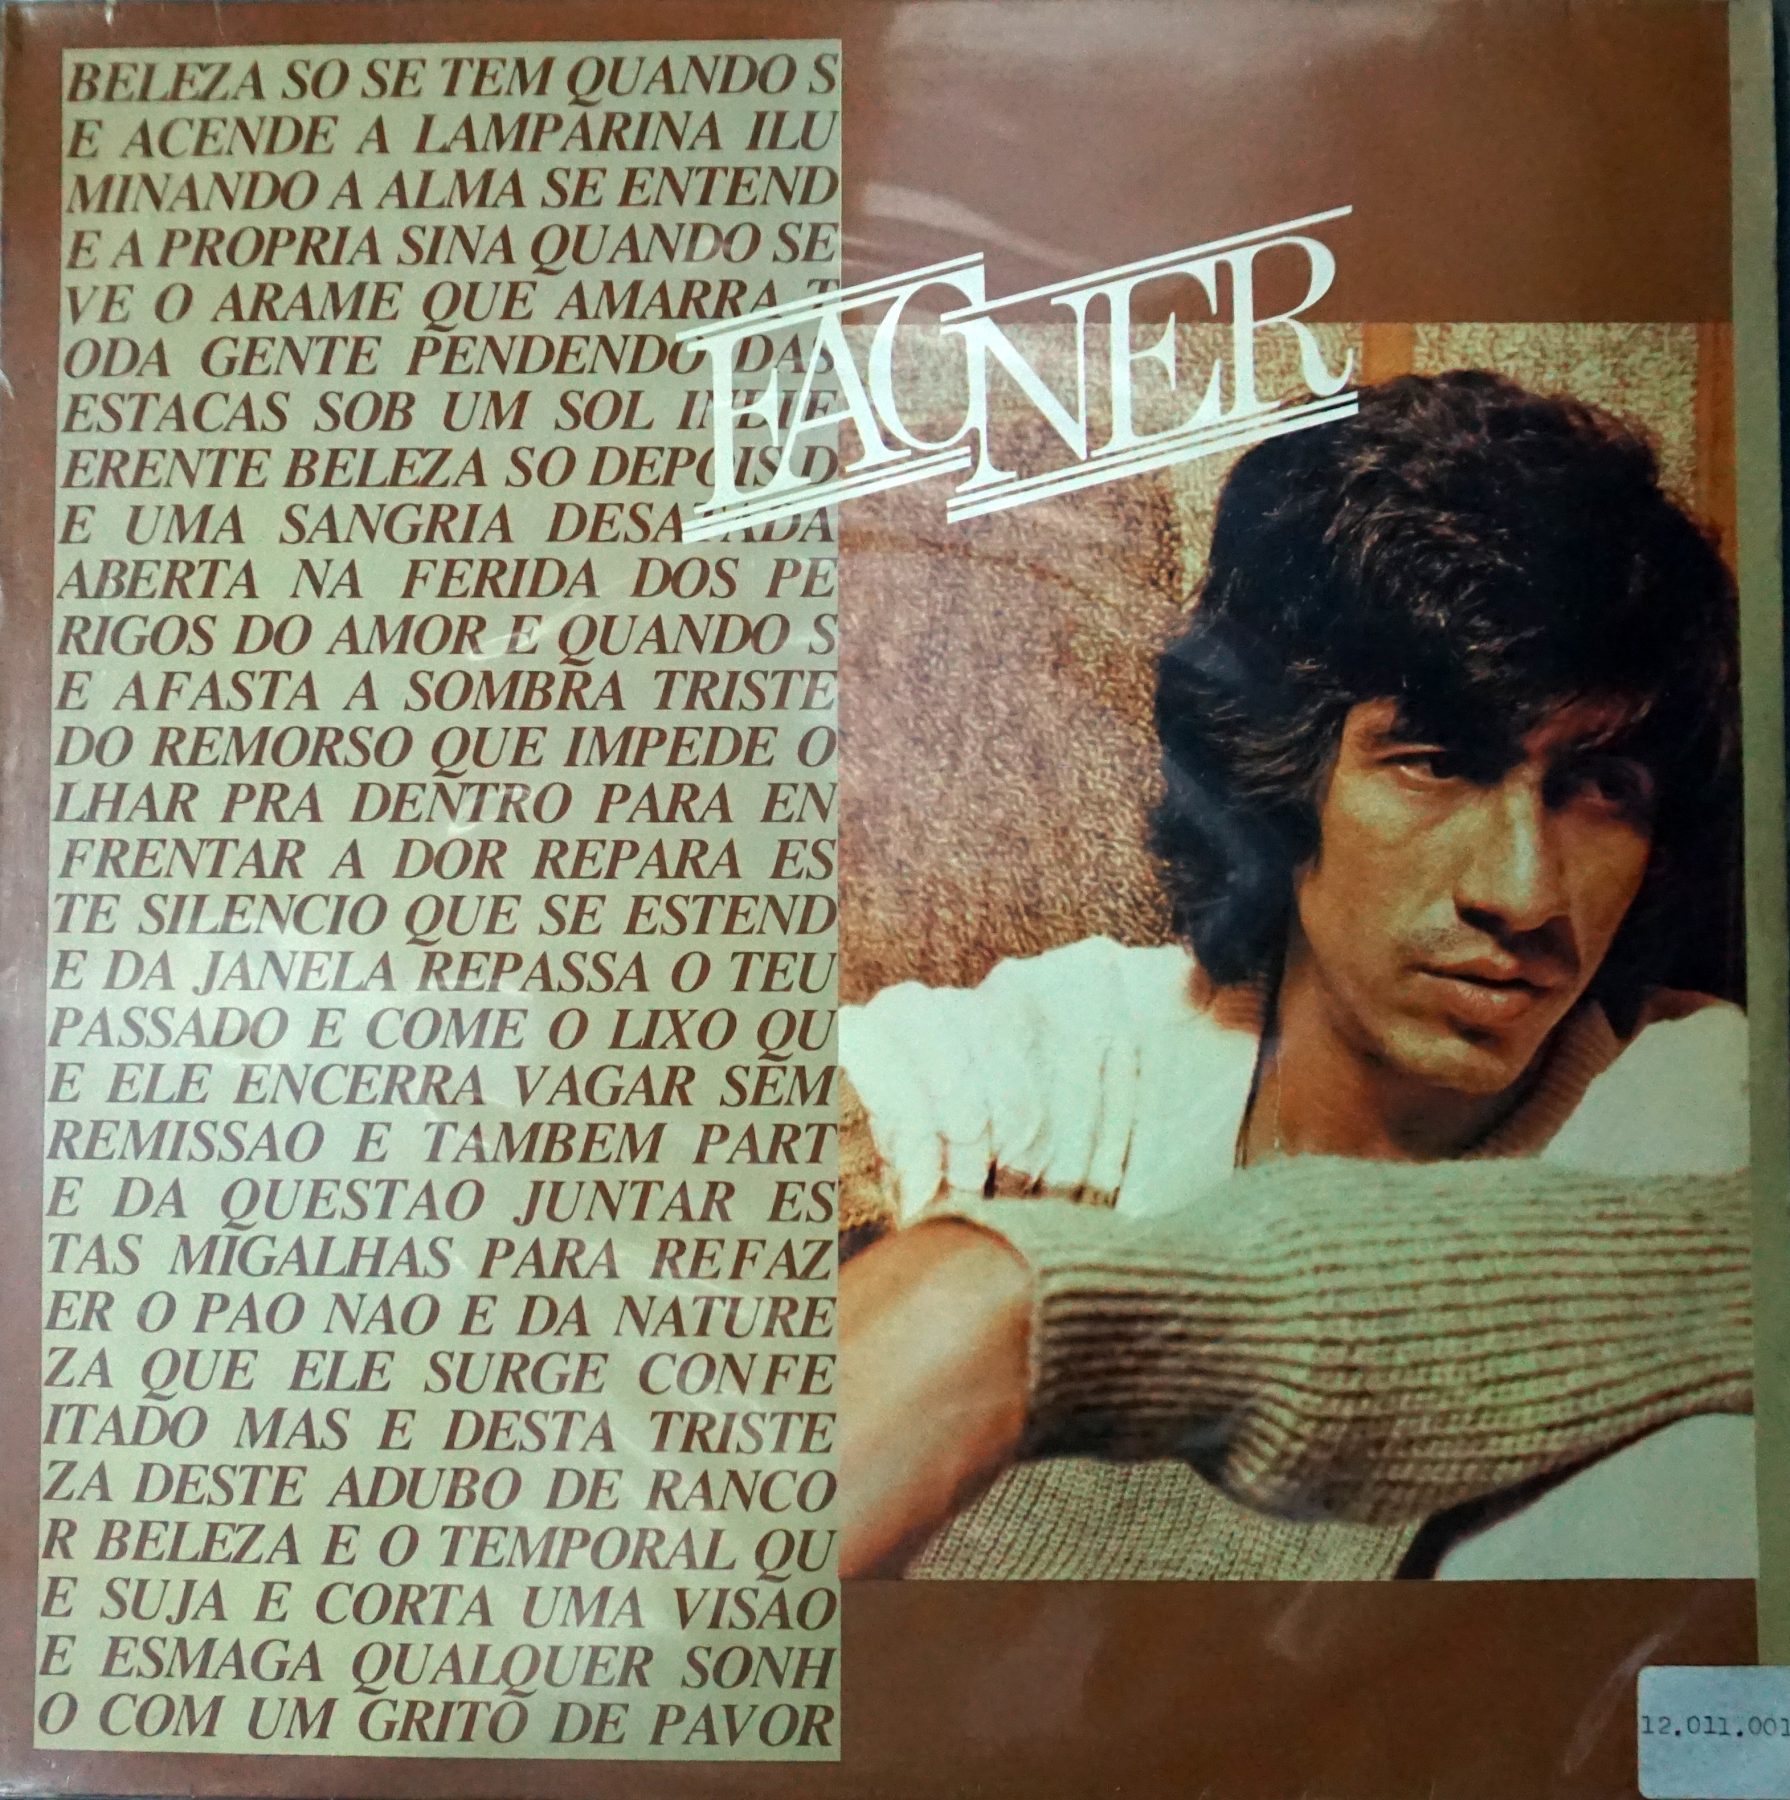 BELEZA SO SE TEM QUANDO S
E ACENDE A LAMPARINA ILU
MINANDO A ALMA SE ENTEND
E A PROPRIA SINA QUANDO SE
VE O ARAME QUE AMARRA T
ODA GENTE PENDENDO DAS
ESTACAS SOB UM SOL INDIF
ERENTE BELEZA SO DEPOIS D
E UMA SANGRIA DESATADA
ABERTA NA FERIDA DOS PE
RIGOS DO AMOR E QUANDO S
E AFASTA A SOMBRA TRISTE
DO REMORSO QUE IMPEDE O
LHAR PRA DENTRO PARA EN
FRENTAR A DOR REPARA ES
TE SILENCIO QUE SE ESTEND
E DA JANELA REPASSA O TEU
PASSADO E COME O LIXO QU
E ELE ENCERRA VAGAR SEM
REMISSAO E TAMBEM PART
E DA QUESTAO JUNTAR ES
TAS MIGALHAS PARA REFAZ
ER O PAO NAO E DA NATURE
ZA QUE ELE SURGE CONFE
ITADO MAS E DESTA TRISTE
ZA DESTE ADUBO DE RANCO
R BELEZA E O TEMPORAL QU
E SUJA E CORTA UMA VISAO
E ESMAGA QUALQUER SONH
O COM UM GRITO DE PAVOR
FAGNER
12.011.001